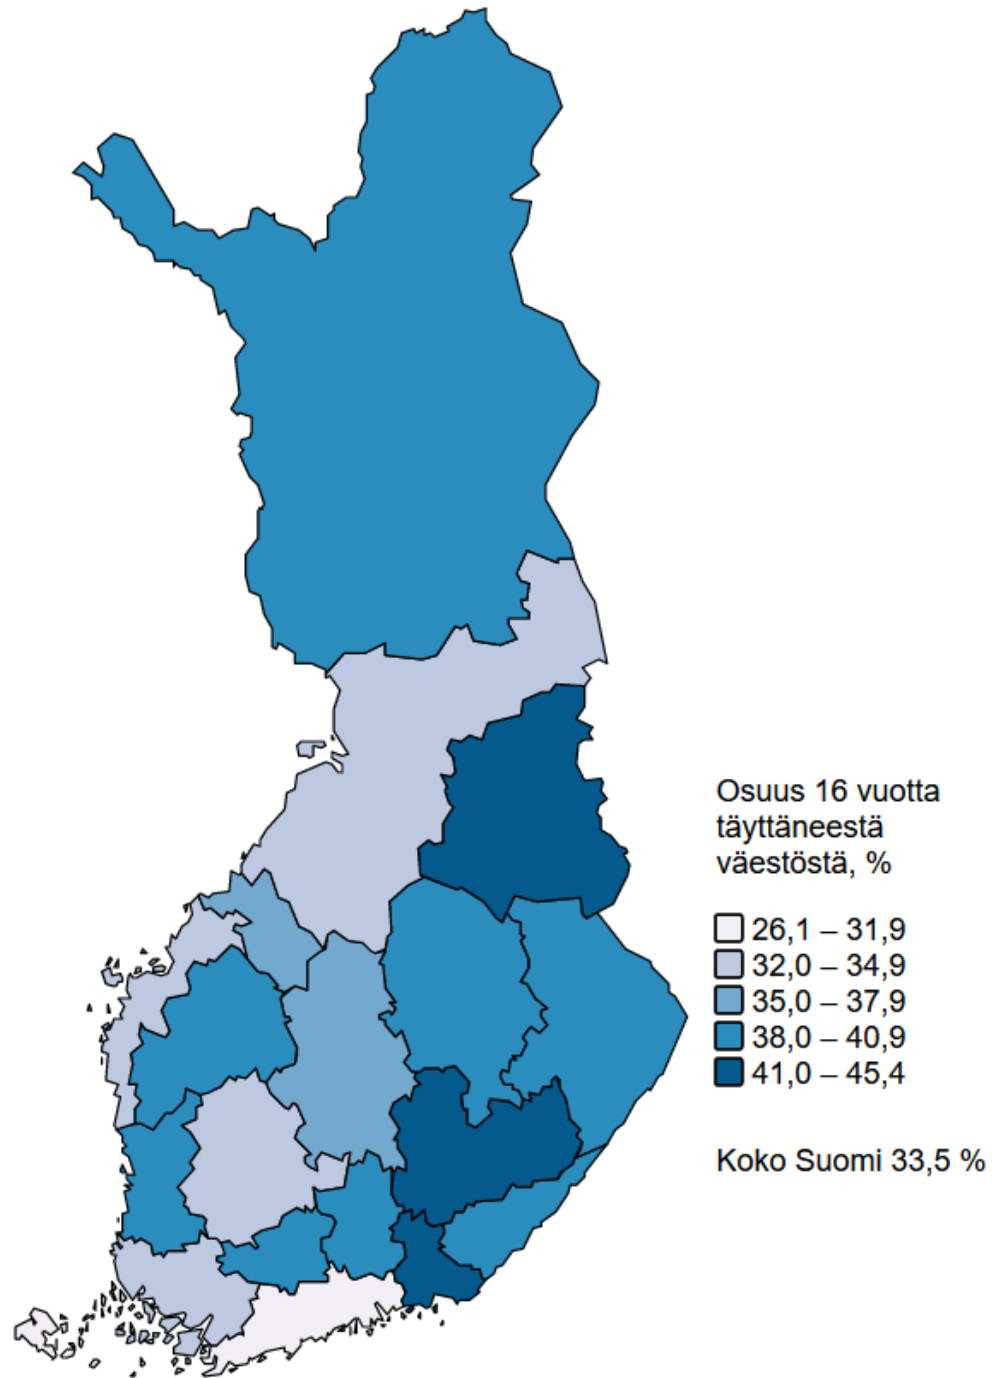 Osuus 16 vuotta
täyttäneestä
väestöstä, %
26,1 – 31,9
32,0 – 34,9
35,0 – 37,9
38,0 – 40,9
41,0 – 45,4
Koko Suomi 33,5 %